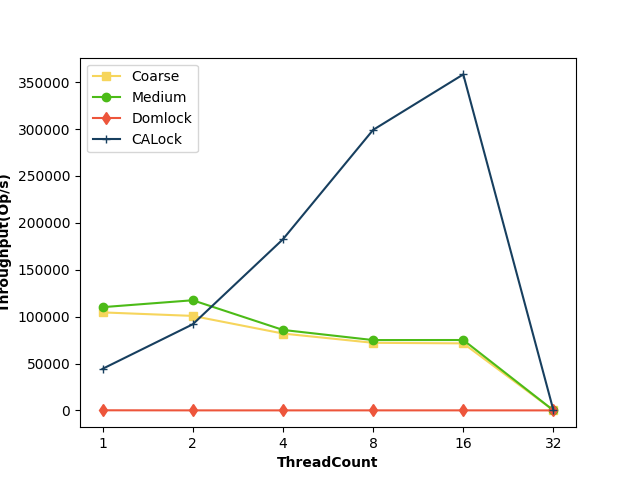 Coarse
Medium
Domlock
CALock
350000
300000
250000
200000
150000
100000
50000
0
Throughput(Op/s)
1 2 4 8 16 32
ThreadCount